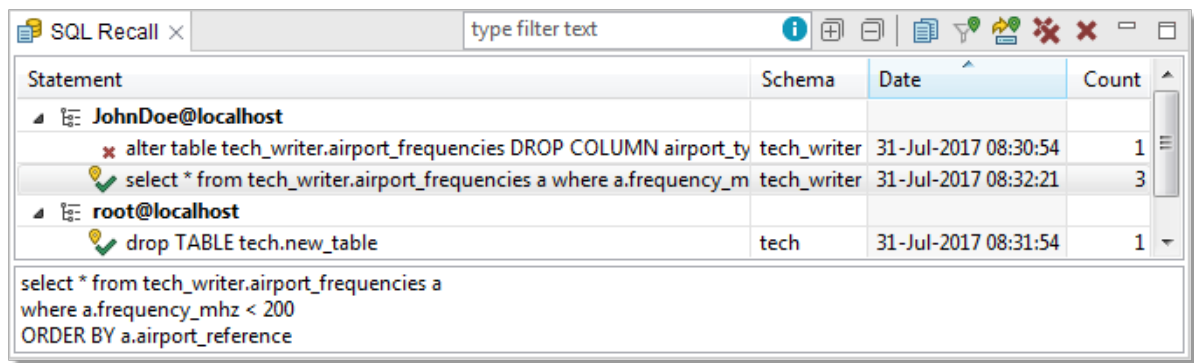 SQL Recall
type filter text
Statement Schema Date Count
JohnDoe@localhost
alter table tech_writer.airport_frequencies DROP COLUMN airport_ty tech_writer 31-Jul-2017 08:30:54 1
select * from tech_writer.airport_frequencies a where a.frequency_m tech_writer 31-Jul-2017 08:32:21 3
root@localhost
drop TABLE tech.new_table tech 31-Jul-2017 08:31:54 1
select * from tech_writer.airport_frequencies a
where a.frequency_mhz < 200
ORDER BY a.airport_reference